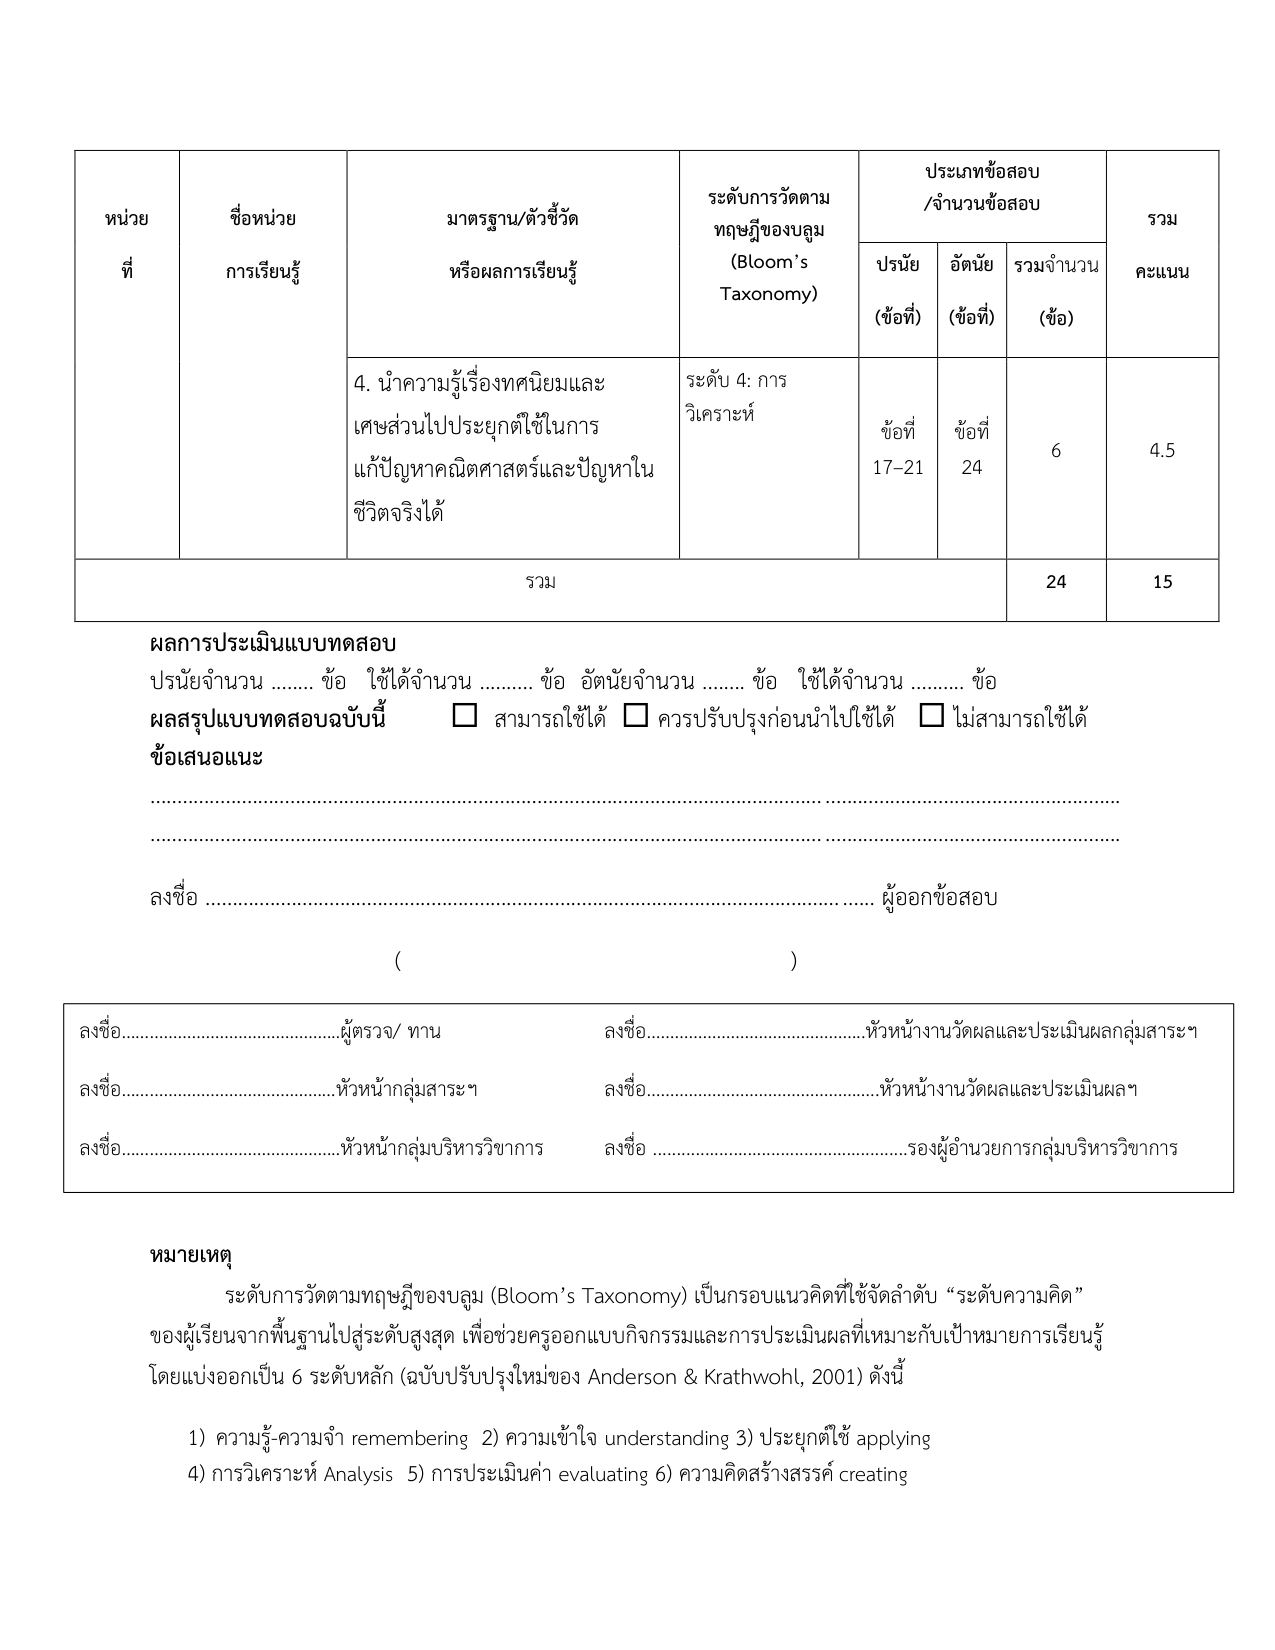 หน่วย
ที่
ชื่อหน่วย
การเรียนรู้
มาตรฐาน/ตัวชี้วัด
หรือผลการเรียนรู้
ระดับการวัดตาม
ทฤษฎีของบลูม
(Bloom’s
Taxonomy)
ประเภทข้อสอบ
/จำนวนข้อสอบ
ปรนัย
(ข้อที่)
อัตนัย
(ข้อที่)
รวมจำนวน
(ข้อ)
รวม
คะแนน
4. นำความรู้เรื่องทศนิยมและ
เศษส่วนไปประยุกต์ใช้ในการ
แก้ปัญหาคณิตศาสตร์และปัญหาใน
ชีวิตจริงได้
ระดับ 4: การ
วิเคราะห์
ข้อที่
17–21
ข้อที่
24
6
4.5
รวม 24 15
ผลการประเมินแบบทดสอบ
ปรนัยจำนวน ........ ข้อ ใช้ได้จำนวน .......... ข้อ อัตนัยจำนวน ........ ข้อ ใช้ได้จำนวน .......... ข้อ
ผลสรุปแบบทดสอบฉบับนี้ ☐ สามารถใช้ได้ ☐ ควรปรับปรุงก่อนนำไปใช้ได้ ☐ ไม่สามารถใช้ได้
ข้อเสนอแนะ
................................................................................................................................................
................................................................................................................................................
ลงชื่อ ............................................................................................................................ ผู้ออกข้อสอบ
( )
ลงชื่อ...............................................ผู้ตรวจ/ ทาน ลงชื่อ...............................................หัวหน้างานวัดผลและประเมินผลกลุ่มสาระฯ
ลงชื่อ..............................................หัวหน้ากลุ่มสาระฯ ลงชื่อ..................................................หัวหน้างานวัดผลและประเมินผลฯ
ลงชื่อ...............................................หัวหน้ากลุ่มบริหารวิชาการ ลงชื่อ .......................................................รองผู้อำนวยการกลุ่มบริหารวิชาการ
หมายเหตุ
ระดับการวัดตามทฤษฎีของบลูม (Bloom’s Taxonomy) เป็นกรอบแนวคิดที่ใช้จัดลำดับ “ระดับความคิด”
ของผู้เรียนจากพื้นฐานไปสู่ระดับสูงสุด เพื่อช่วยครูออกแบบกิจกรรมและการประเมินผลที่เหมาะกับเป้าหมายการเรียนรู้
โดยแบ่งออกเป็น 6 ระดับหลัก (ฉบับปรับปรุงใหม่ของ Anderson & Krathwohl, 2001) ดังนี้
1) ความรู้-ความจำ remembering 2) ความเข้าใจ understanding 3) ประยุกต์ใช้ applying
4) การวิเคราะห์ Analysis 5) การประเมินค่า evaluating 6) ความคิดสร้างสรรค์ creating